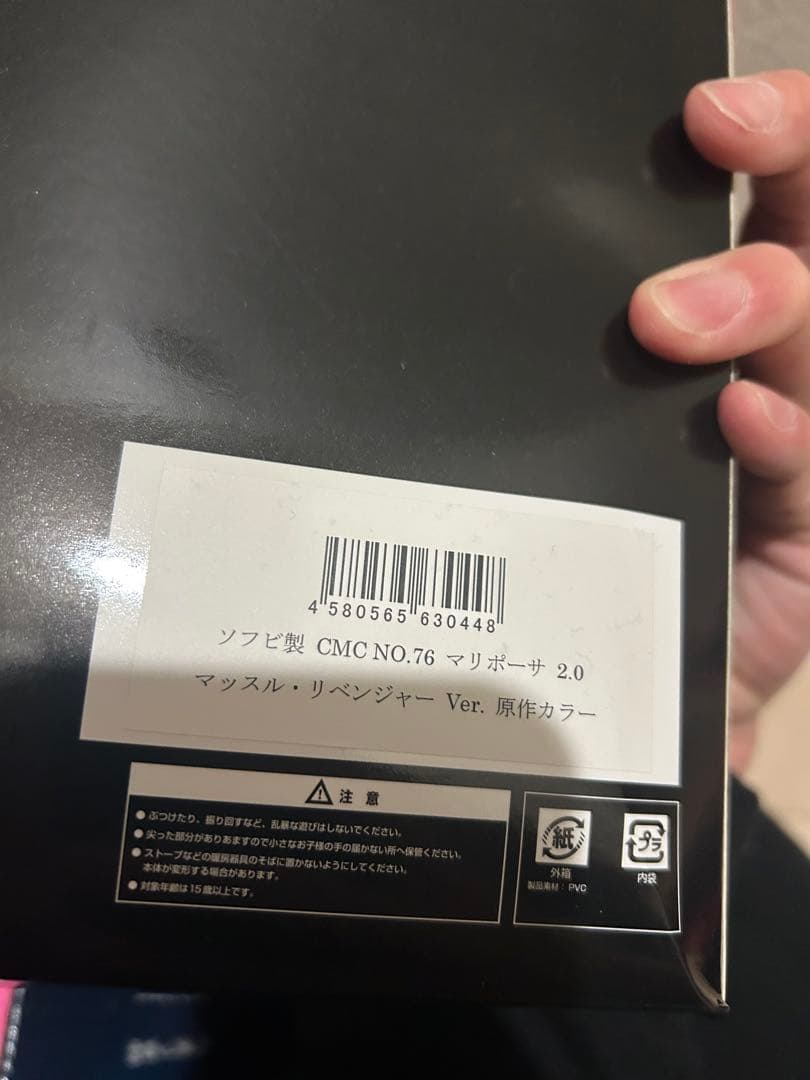 4 580565 630448
ソフビ製 CMC NO.76 マリポーサ 2.0
マッスル・リベンジャー Ver. 原作カラー
注 意
● ぶつけたり、振り回すなど、乱暴な遊びはしないでください。
● 尖った部分がありあますので小さなお子様の手の届かない所へ保管ください。
● ストーブなどの暖房器具のそばに置かないようにしてください。
本体が変形する場合があります。
● 対象年齢は15歳以上です。
紙
外箱
製品素材：PVC
プラ
内袋